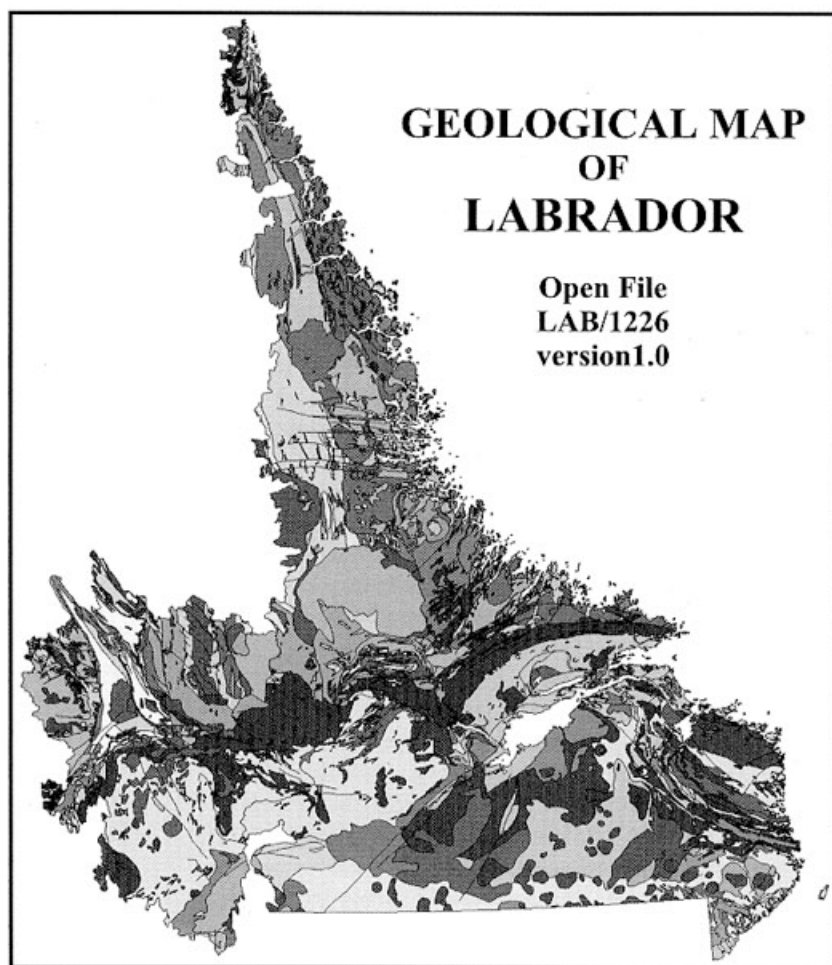 GEOLOGICAL MAP
OF
LABRADOR
Open File
LAB/1226
version1.0